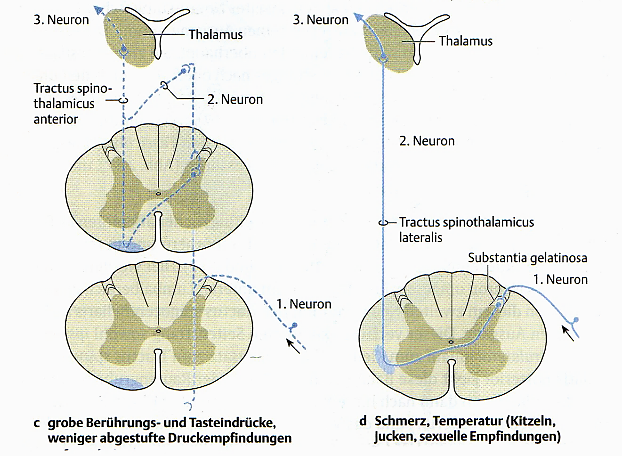 3. Neuron
Thalamus
Tractus spino-
thalamicus
anterior
2. Neuron
1. Neuron
c grobe Berührungs- und Tasteindrücke,
weniger abgestufte Druckempfindungen
3. Neuron
Thalamus
2. Neuron
Tractus spinothalamicus
lateralis
Substantia gelatinosa
1. Neuron
d Schmerz, Temperatur (Kitzeln,
Jucken, sexuelle Empfindungen)